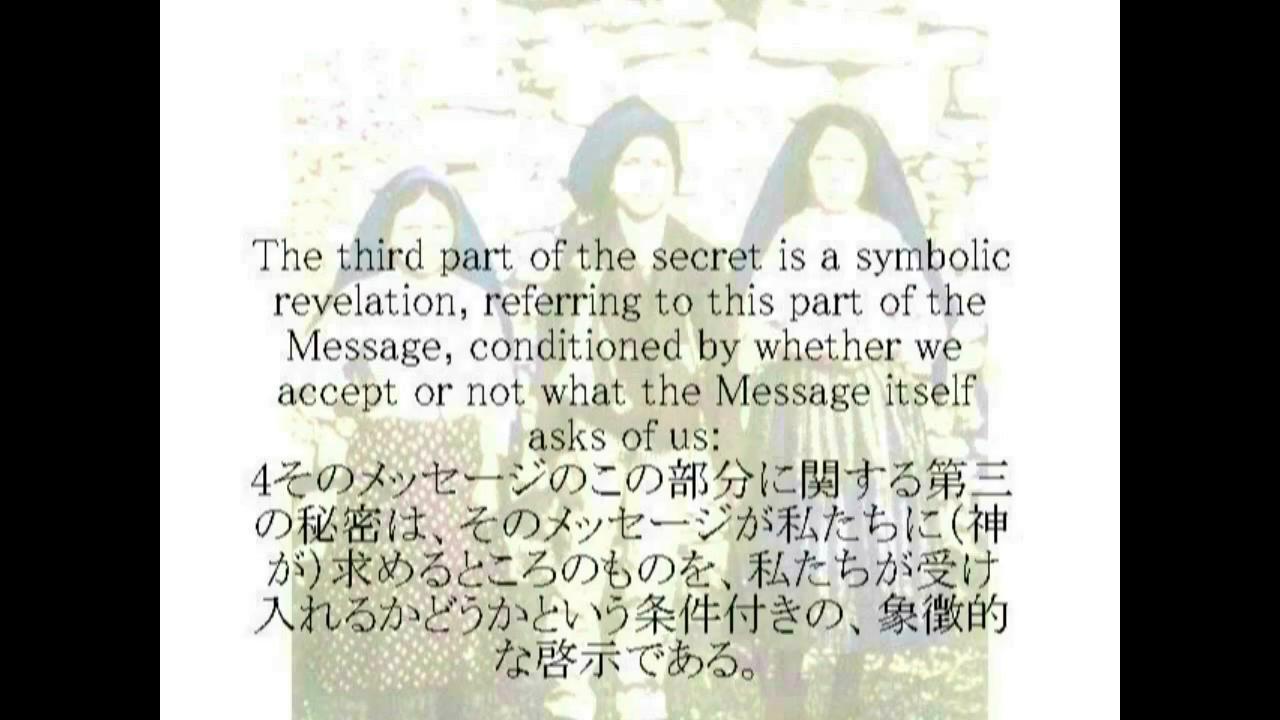 The third part of the secret is a symbolic
revelation, referring to this part of the
Message, conditioned by whether we
accept or not what the Message itself
asks of us:
4そのメッセージのこの部分に関する第三
の秘密は、そのメッセージが私たちに(神
が)求めるところのものを、私たちが受け
入れるかどうかという条件付きの、象徴的
な啓示である。